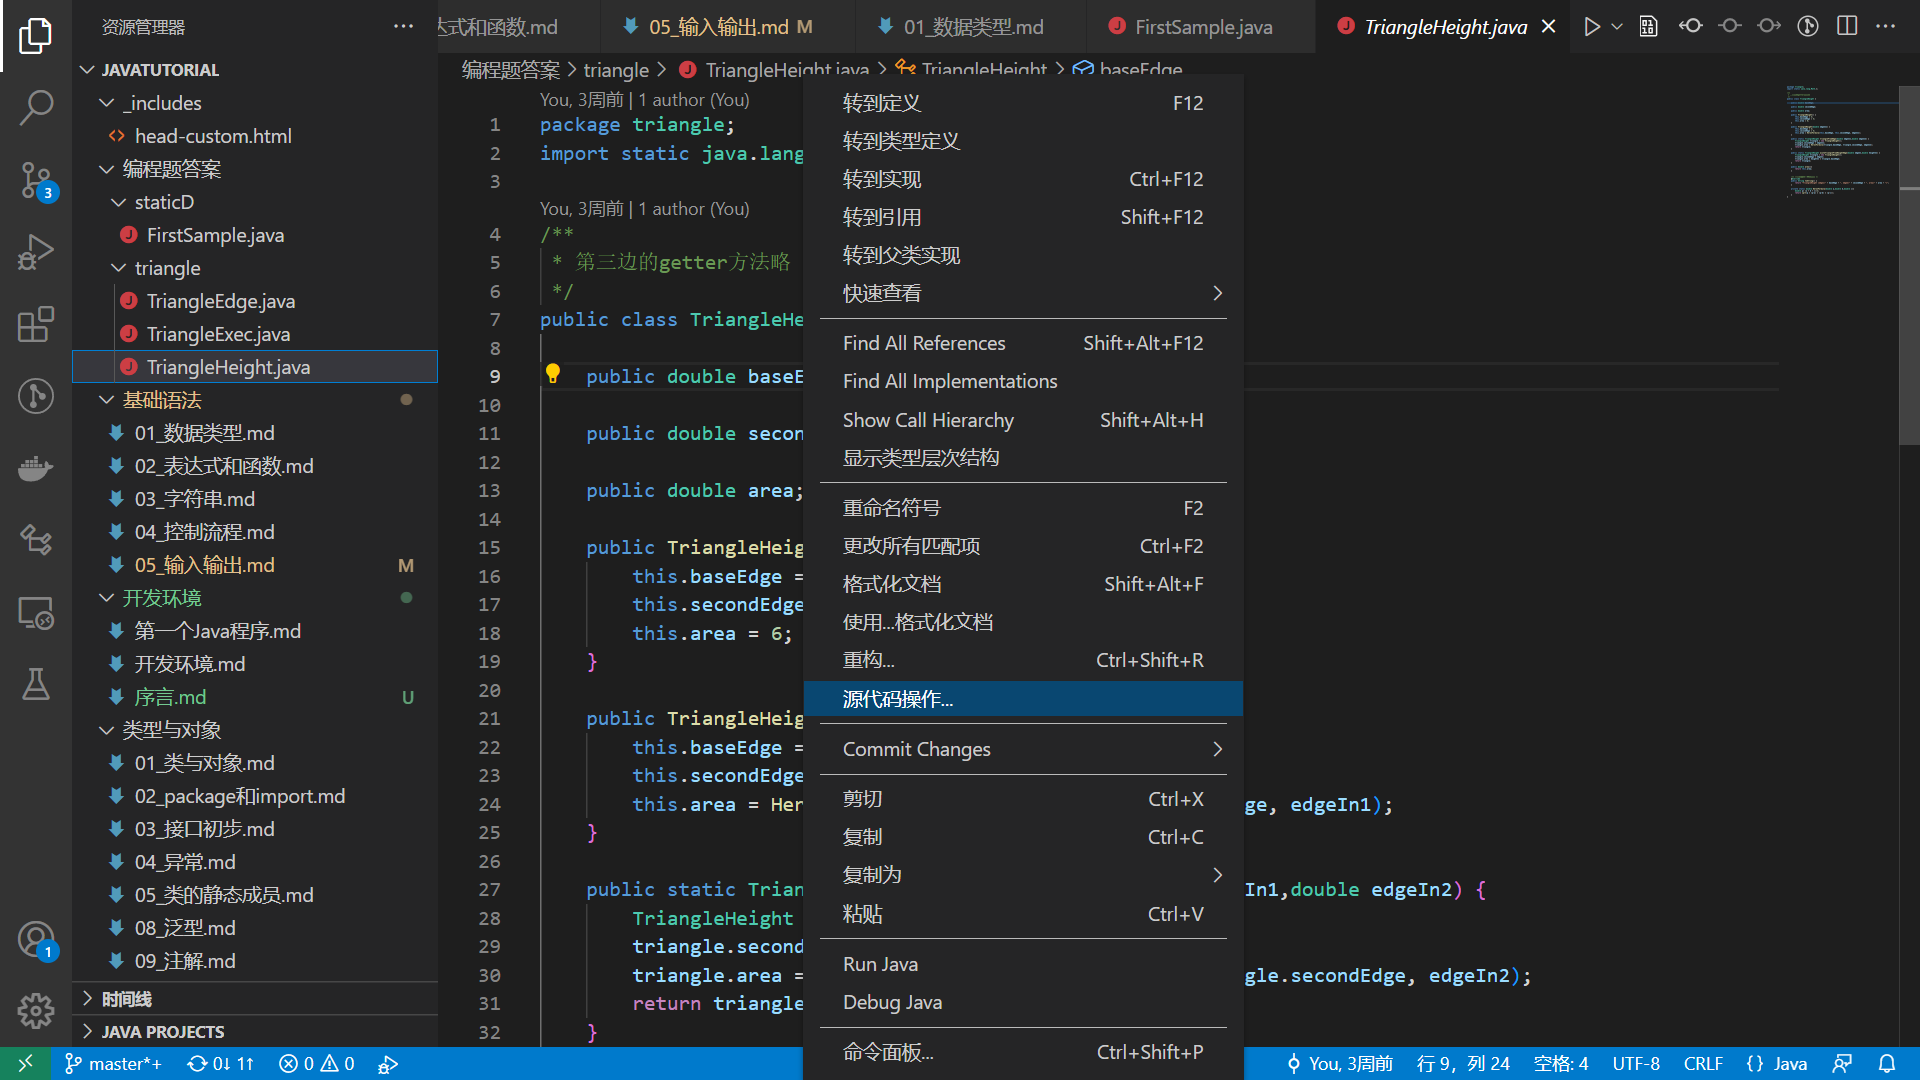 资源管理器
JAVATUTORIAL
_includes
head-custom.html
编程题答案
staticD
FirstSample.java
triangle
TriangleEdge.java
TriangleExec.java
TriangleHeight.java
基础语法
01_数据类型.md
02_表达式和函数.md
03_字符串.md
04_控制流程.md
05_输入输出.md M
开发环境
第一个Java程序.md
开发环境.md
序言.md U
类型与对象
01_类与对象.md
02_package和import.md
03_接口初步.md
04_异常.md
05_类的静态成员.md
08_泛型.md
09_注解.md
时间线
JAVA PROJECTS
3
1
达式和函数.md
05_输入输出.md M
01_数据类型.md
FirstSample.java
TriangleHeight.java
编程题答案 > triangle > TriangleHeight.java > TriangleHeight > baseEdge
You, 3周前 | 1 author (You)
1 package triangle;
2 import static java.lang
3
You, 3周前 | 1 author (You)
4 /**
5 * 第三边的getter方法略
6 */
7 public class TriangleHe
8
9 public double baseE
10
11 public double secon
12
13 public double area;
14
15 public TriangleHeig
16 this.baseEdge =
17 this.secondEdge
18 this.area = 6;
19 }
20
21 public TriangleHeig
22 this.baseEdge =
23 this.secondEdge
24 this.area = Her ge, edgeIn1);
25 }
26
27 public static Trian In1,double edgeIn2) {
28 TriangleHeight
29 triangle.second
30 triangle.area = gle.secondEdge, edgeIn2);
31 return triangle
32 }
转到定义 F12
转到类型定义
转到实现 Ctrl+F12
转到引用 Shift+F12
转到父类实现
快速查看
Find All References Shift+Alt+F12
Find All Implementations
Show Call Hierarchy Shift+Alt+H
显示类型层次结构
重命名符号 F2
更改所有匹配项 Ctrl+F2
格式化文档 Shift+Alt+F
使用...格式化文档
重构... Ctrl+Shift+R
源代码操作...
Commit Changes
剪切 Ctrl+X
复制 Ctrl+C
复制为
粘贴 Ctrl+V
Run Java
Debug Java
命令面板... Ctrl+Shift+P
master*+ 0↓ 1↑ 0 0
You, 3周前 行 9，列 24 空格: 4 UTF-8 CRLF {} Java